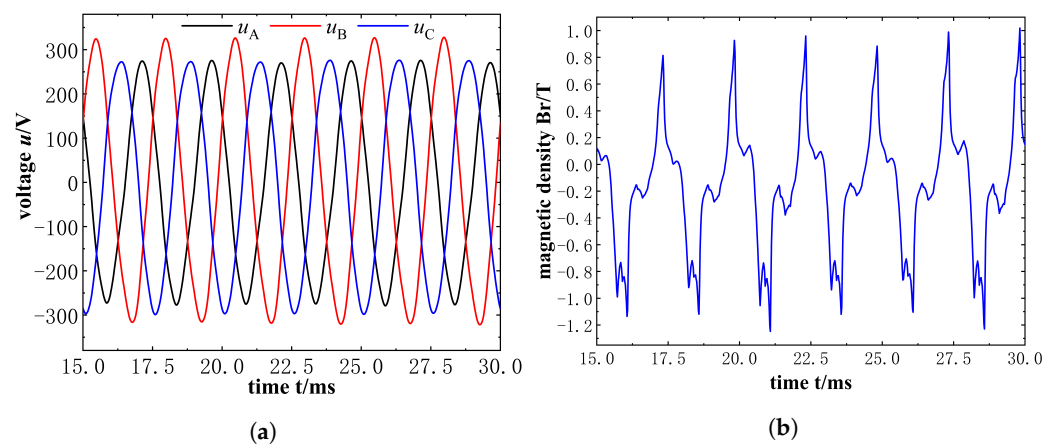 u_A u_B u_C
voltage u/V
300
200
100
0
−100
−200
−300
15.0 17.5 20.0 22.5 25.0 27.5 30.0
time t/ms
(a)
magnetic density Br/T
1.0
0.8
0.6
0.4
0.2
0.0
−0.2
−0.4
−0.6
−0.8
−1.0
−1.2
15.0 17.5 20.0 22.5 25.0 27.5 30.0
time t/ms
(b)